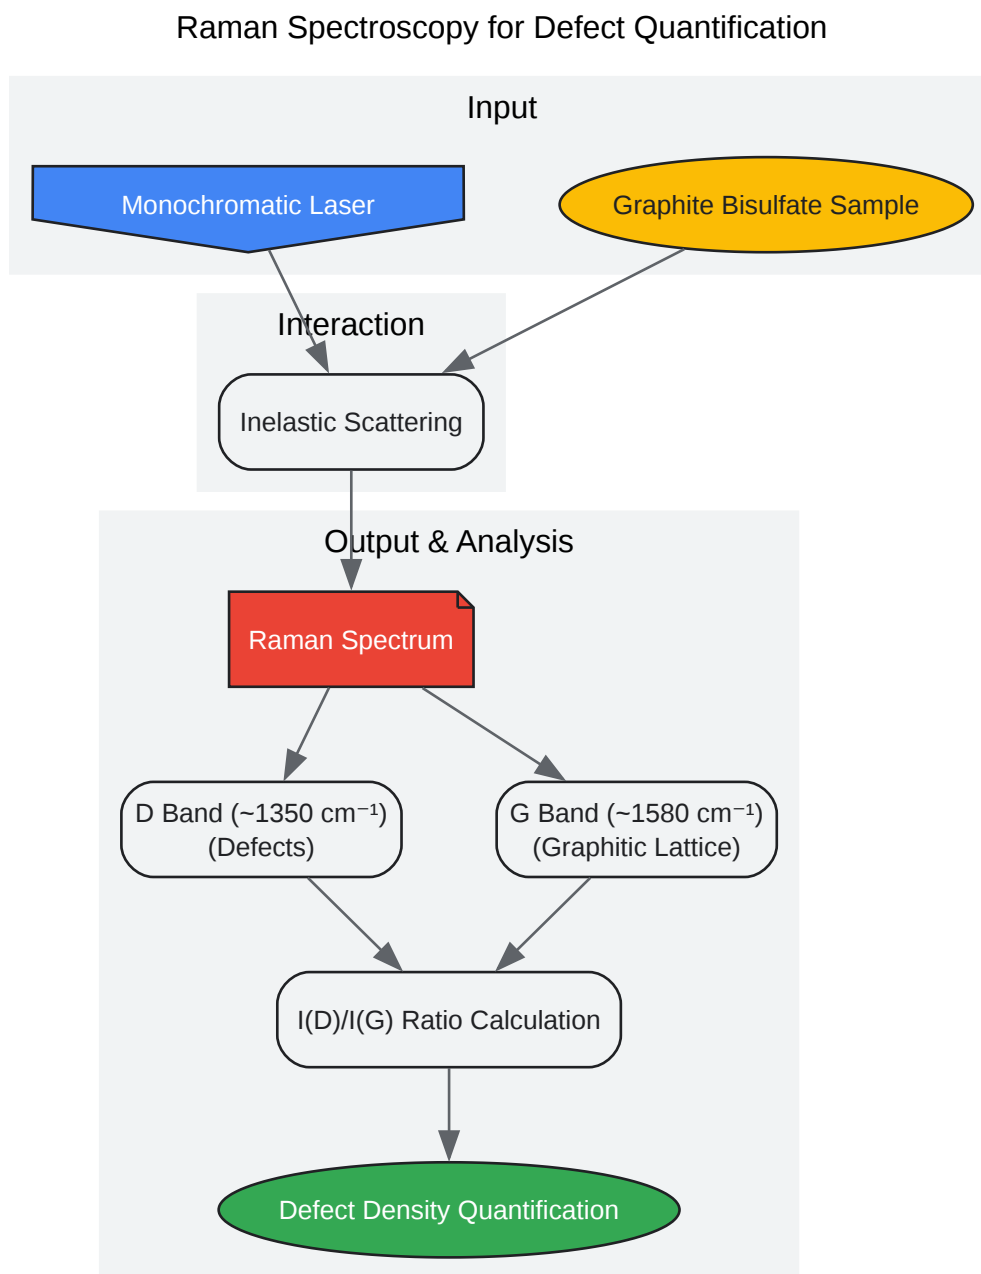 Raman Spectroscopy for Defect Quantification
Input
Monochromatic Laser
Graphite Bisulfate Sample
Interaction
Inelastic Scattering
Output & Analysis
Raman Spectrum
D Band (~1350 cm⁻¹)
(Defects)
G Band (~1580 cm⁻¹)
(Graphitic Lattice)
I(D)/I(G) Ratio Calculation
Defect Density Quantification